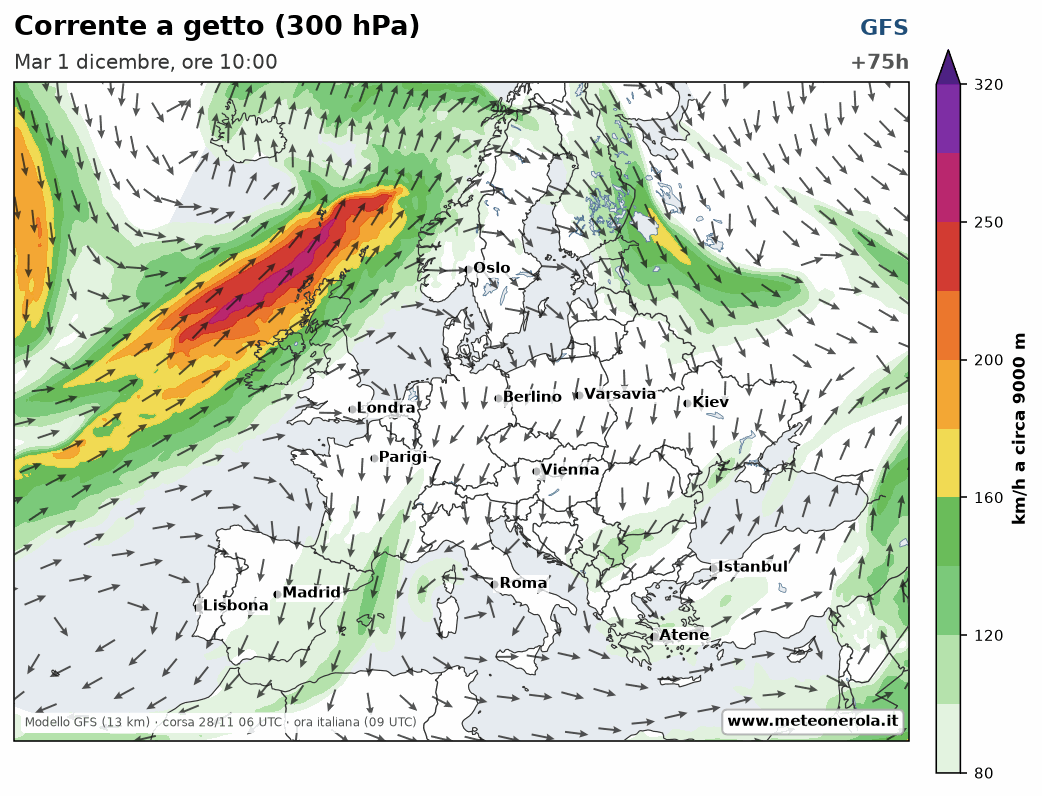 Corrente a getto (300 hPa)
GFS
Mar 1 dicembre, ore 10:00
+75h
320
250
200
160
120
80
km/h a circa 9000 m
Oslo
Berlino
Varsavia
Kiev
Londra
Parigi
Vienna
Istanbul
Roma
Madrid
Lisbona
Atene
Modello GFS (13 km) · corsa 28/11 06 UTC · ora italiana (09 UTC)
www.meteonerola.it